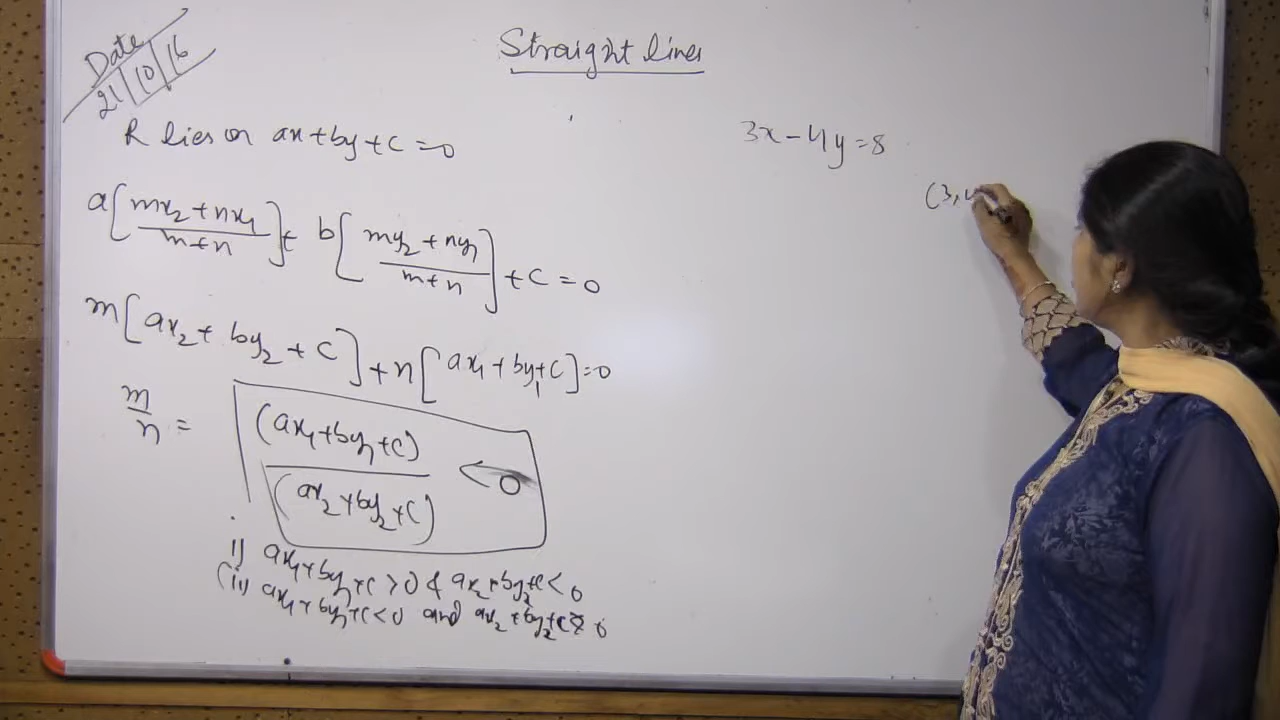 Straight lines
Date
21/10/16
R lies on ax+by+c=0
3x-4y=8
(3,4
a[(mx₂+nx₁)/(m+n)]+ b[(my₂+ny₁)/(m+n)]+c=0
m[ax₂+by₂+c]+n[ax₁+by₁+c]=0
m/n = (ax₁+by₁+c)/(ax₂+by₂+c) <0
i) ax₁+by₁+c>0 & ax₂+by₂+c<0
(ii) ax₁+by₁+c<0 and ax₂+by₂+c